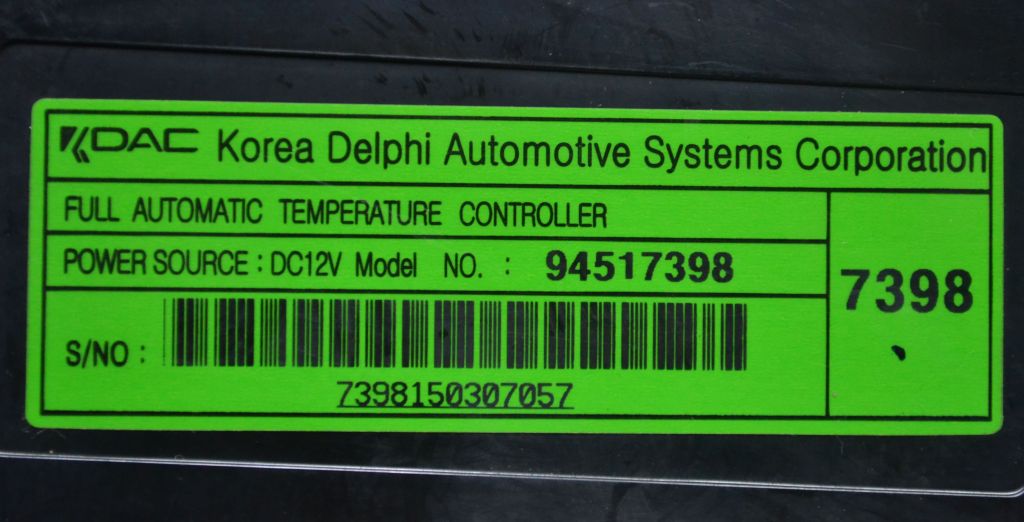 KDAC Korea Delphi Automotive Systems Corporation
FULL AUTOMATIC TEMPERATURE CONTROLLER
POWER SOURCE : DC12V Model NO. : 94517398
7398
S/NO :
7398150307057